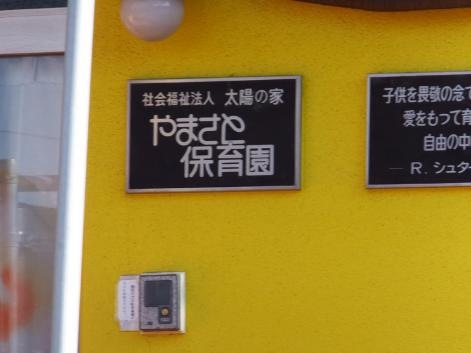 社会福祉法人 太陽の家
やまさと
保育園
子供を畏敬の念で
愛をもって育
自由の中
― R. シュタ